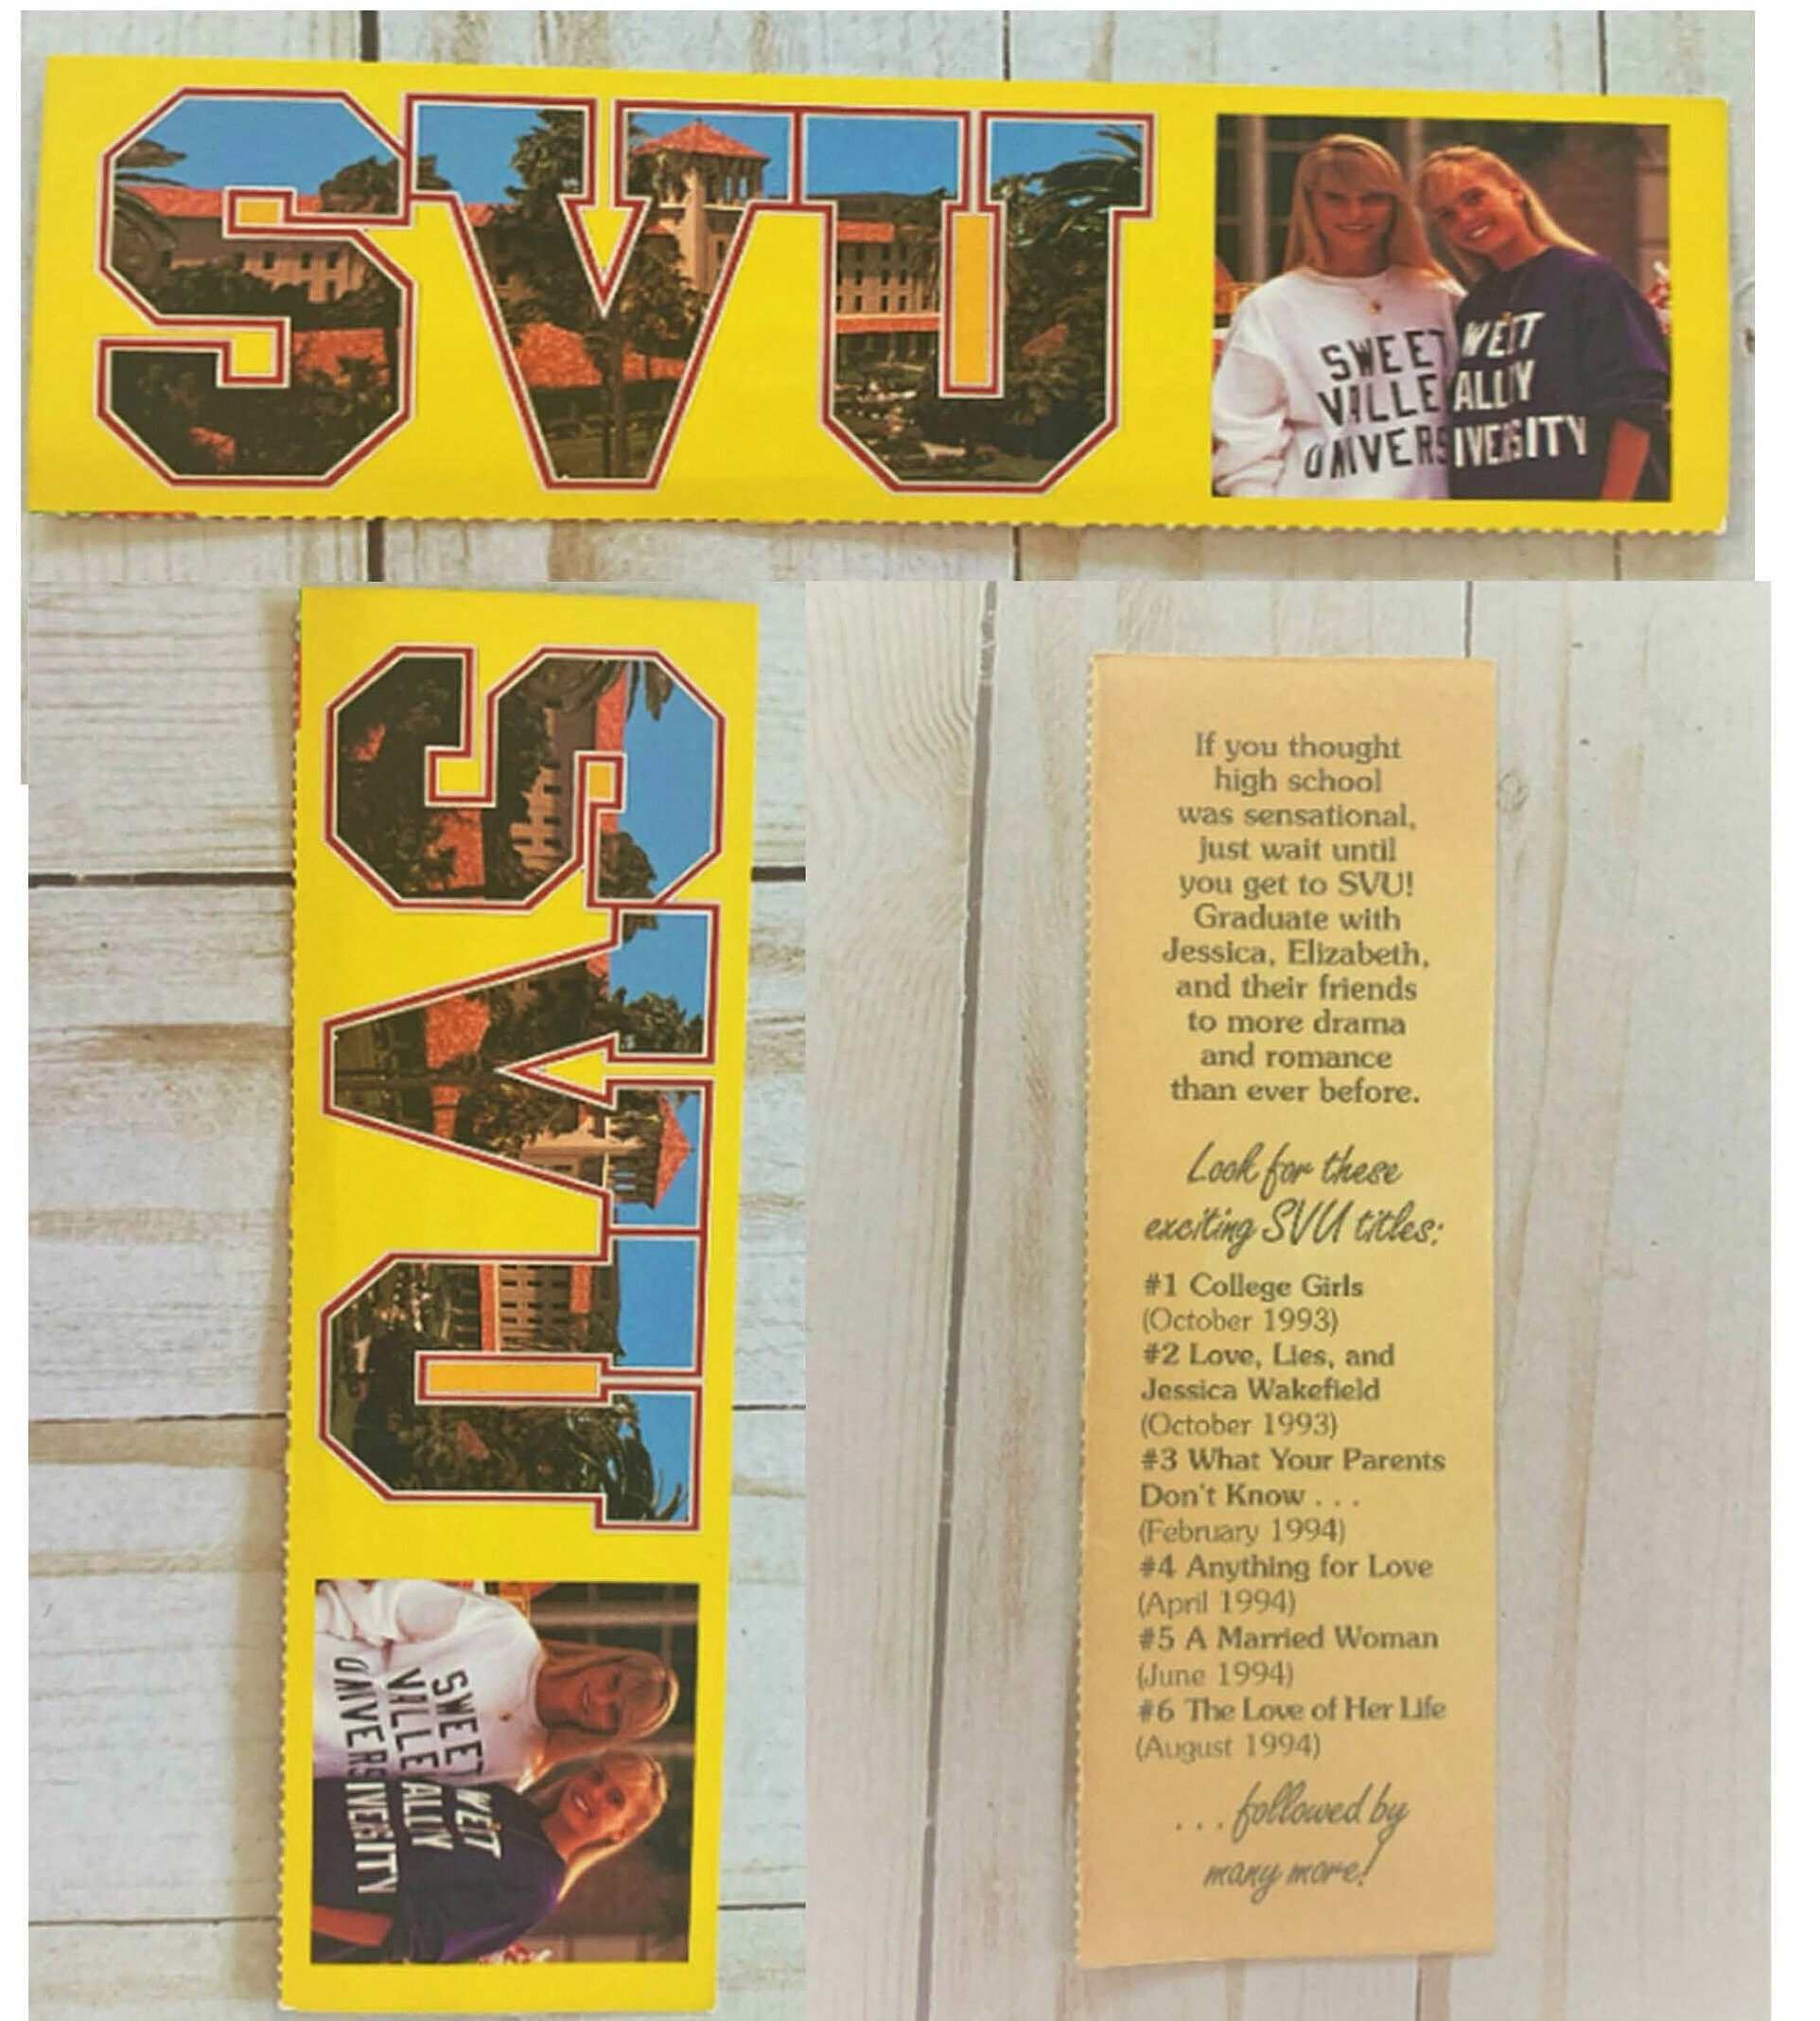 SVU
SWEET
VALLE
UNIVERS
WEET
ALLY
IVERSITY
SVU
SWEET
VALLE
UNIVERS
WEET
ALLY
IVERSITY
If you thought
high school
was sensational,
just wait until
you get to SVU!
Graduate with
Jessica, Elizabeth,
and their friends
to more drama
and romance
than ever before.
Look for these
exciting SVU titles:
#1 College Girls
(October 1993)
#2 Love, Lies, and
Jessica Wakefield
(October 1993)
#3 What Your Parents
Don't Know . . .
(February 1994)
#4 Anything for Love
(April 1994)
#5 A Married Woman
(June 1994)
#6 The Love of Her Life
(August 1994)
. . . followed by
many more!